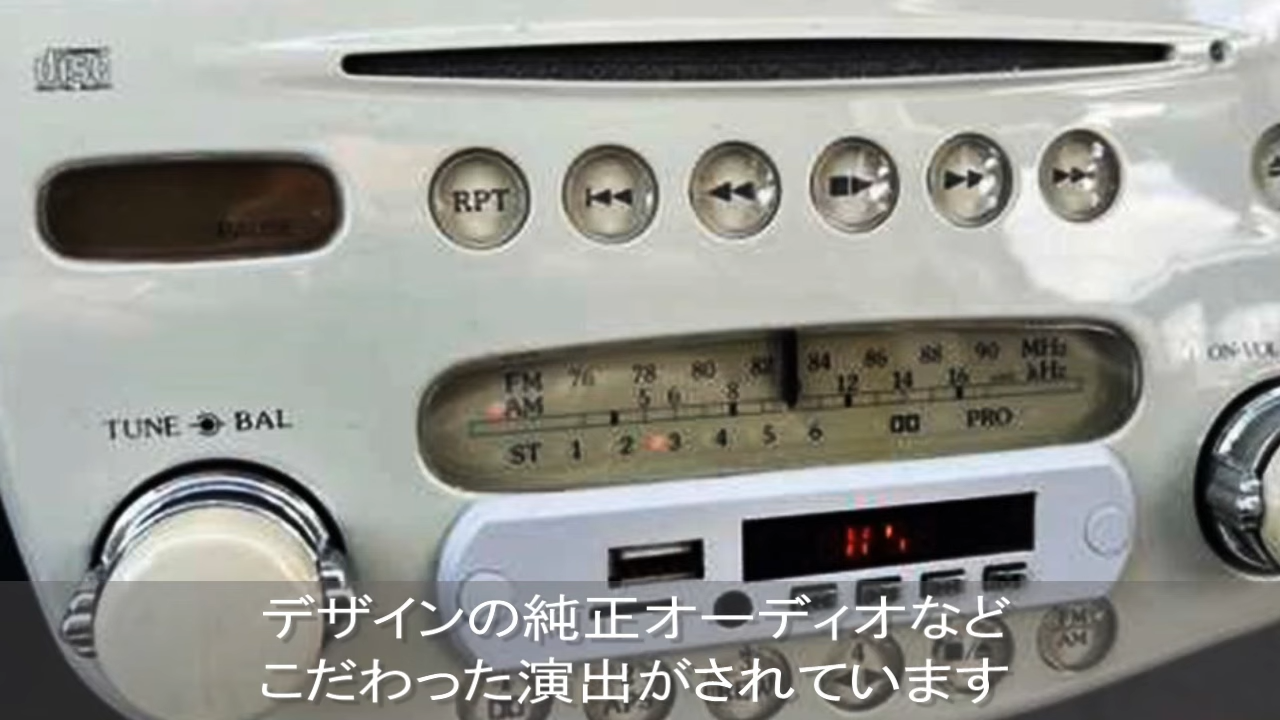 disc
RPT
TUNE BAL
ON·VOL
FM 76 78 80 82 84 86 88 90 MHz
AM 5 6 8 12 14 16 kHz
ST 1 2 3 4 5 6 PRO
FM
AM
デザインの純正オーディオなど
こだわった演出がされています